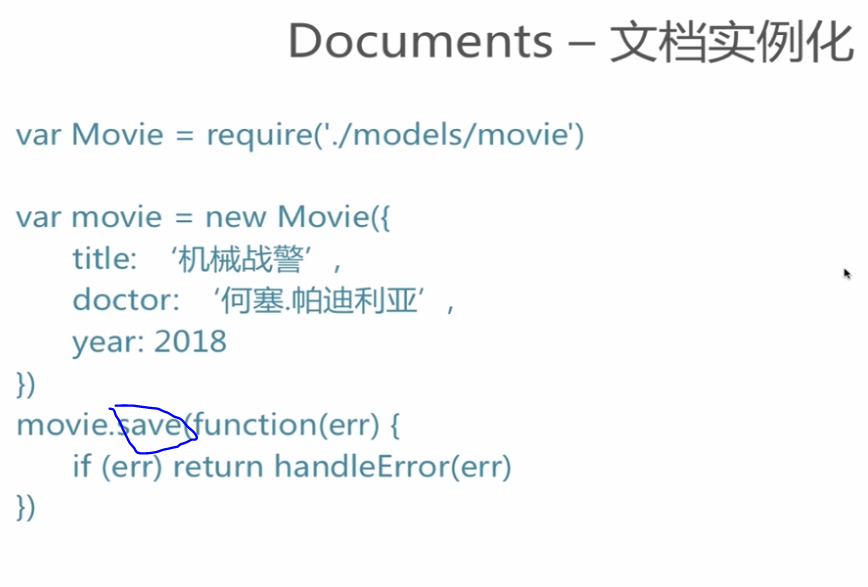 Documents – 文档实例化
var Movie = require('./models/movie')
var movie = new Movie({
title: ‘机械战警’,
doctor: ‘何塞.帕迪利亚’,
year: 2018
})
movie.save(function(err) {
if (err) return handleError(err)
})